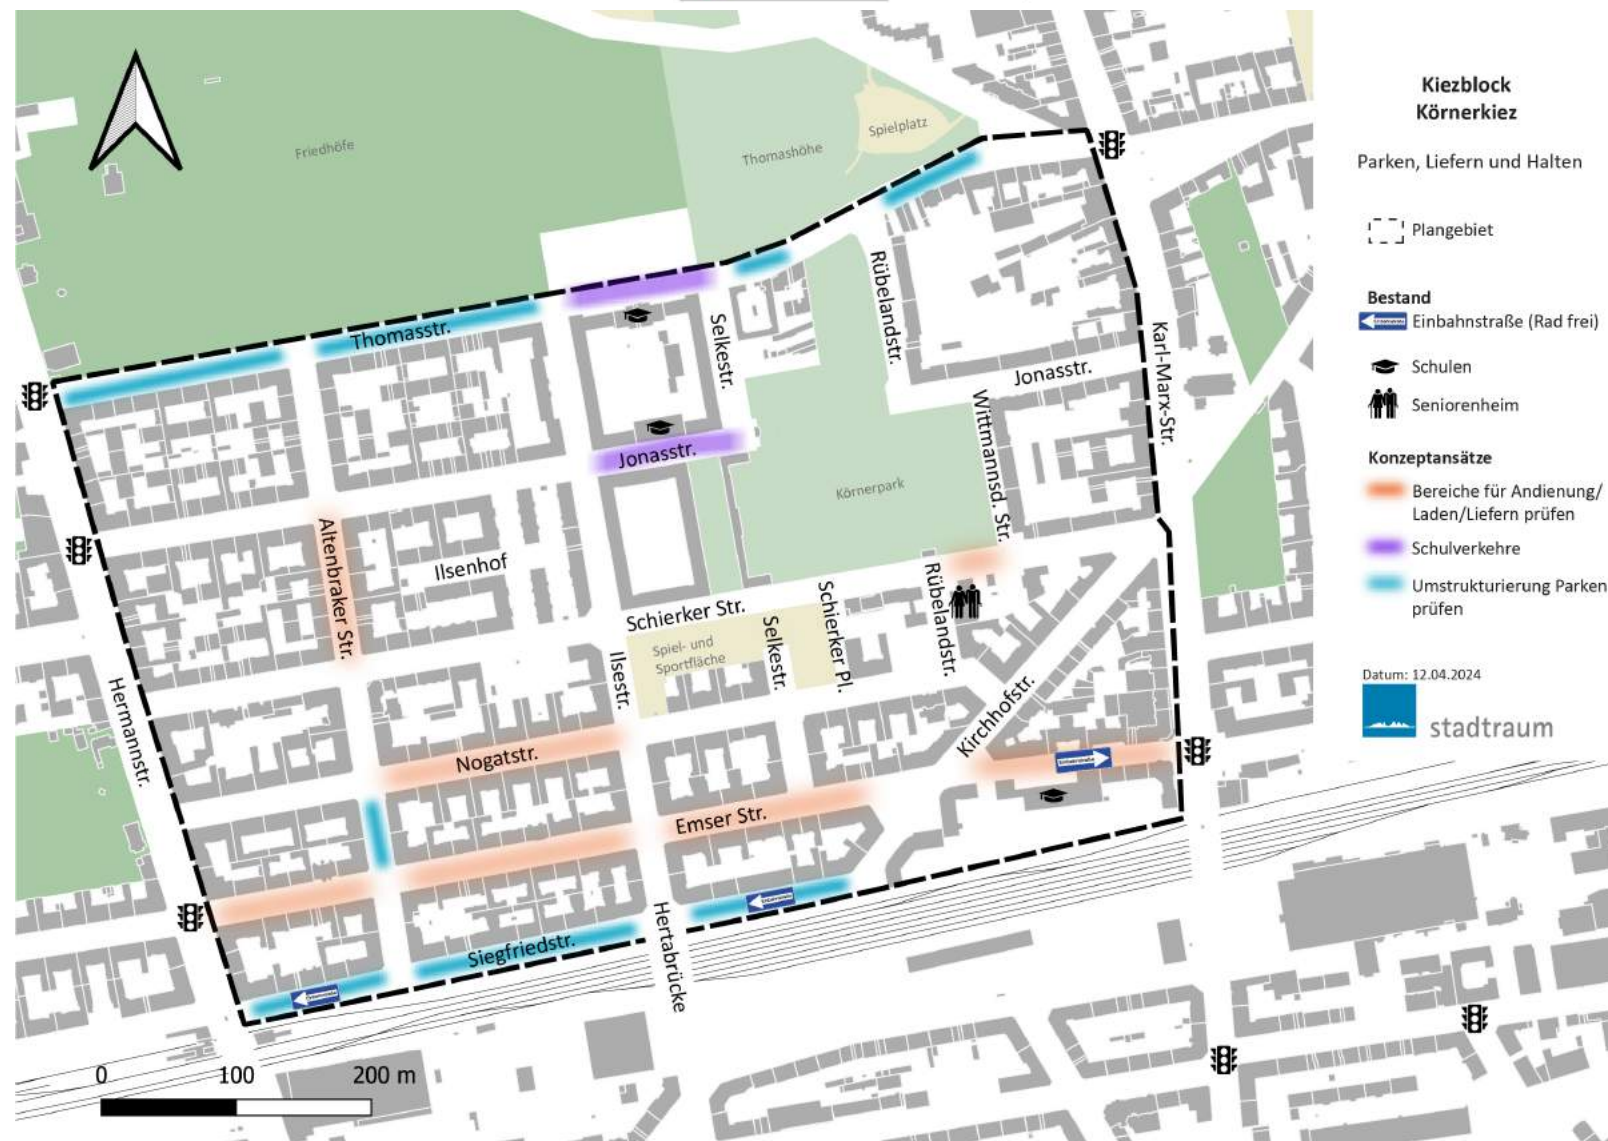 Kiezblock
Körnerkiez
Parken, Liefern und Halten
Plangebiet
Bestand
Einbahnstraße (Rad frei)
Schulen
Seniorenheim
Konzeptansätze
Bereiche für Andienung/
Laden/Liefern prüfen
Schulverkehre
Umstrukturierung Parken
prüfen
Datum: 12.04.2024
stadtraum
Friedhöfe
Thomashöhe
Spielplatz
Thomasstr.
Selkestr.
Rübelandstr.
Jonasstr.
Karl-Marx-Str.
Jonasstr.
Wittmannsd. Str.
Körnerpark
Altenbraker Str.
Ilsenhof
Schierker Str.
Spiel- und
Sportfläche
Ilsestr.
Selkestr.
Schierker Pl.
Rübelandstr.
Kirchhofstr.
Hermannstr.
Nogatstr.
Emser Str.
Einbahnstraße
Einbahnstraße
Siegfriedstr.
Hertabrücke
Einbahnstraße
0 100 200 m